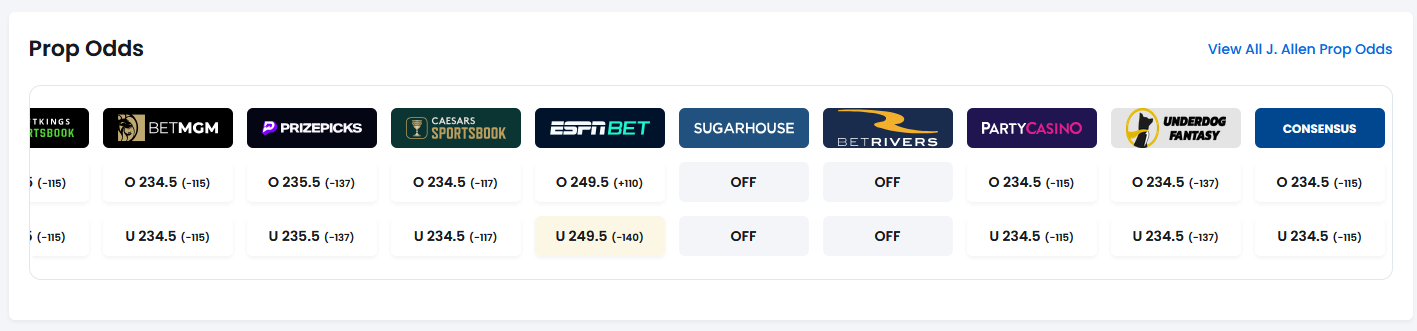 Prop Odds
View All J. Allen Prop Odds
TKINGS
RTSBOOK
BETMGM
PRIZEPICKS
CAESARS
SPORTSBOOK
ESPN BET
SUGARHOUSE
BETRIVERS
PARTYCASINO
UNDERDOG
FANTASY
CONSENSUS
5 (-115)
O 234.5 (-115)
O 235.5 (-137)
O 234.5 (-117)
O 249.5 (+110)
OFF
OFF
O 234.5 (-115)
O 234.5 (-137)
O 234.5 (-115)
5 (-115)
U 234.5 (-115)
U 235.5 (-137)
U 234.5 (-117)
U 249.5 (-140)
OFF
OFF
U 234.5 (-115)
U 234.5 (-137)
U 234.5 (-115)